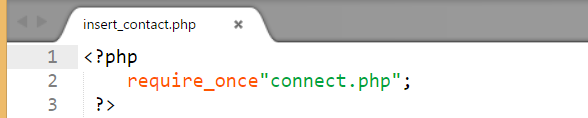 insert_contact.php ×
1 <?php
2 require_once"connect.php";
3 ?>